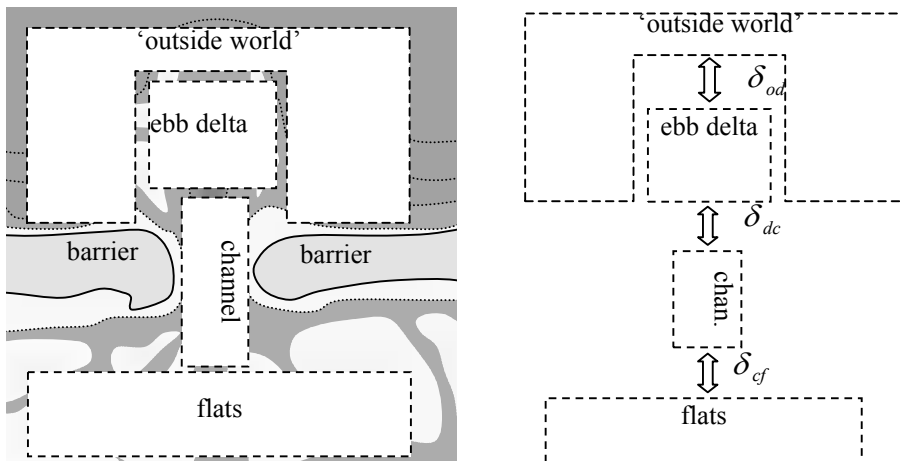 ‘outside world’
ebb delta
barrier
channel
barrier
flats
‘outside world’
δod
ebb delta
δdc
chan.
δcf
flats